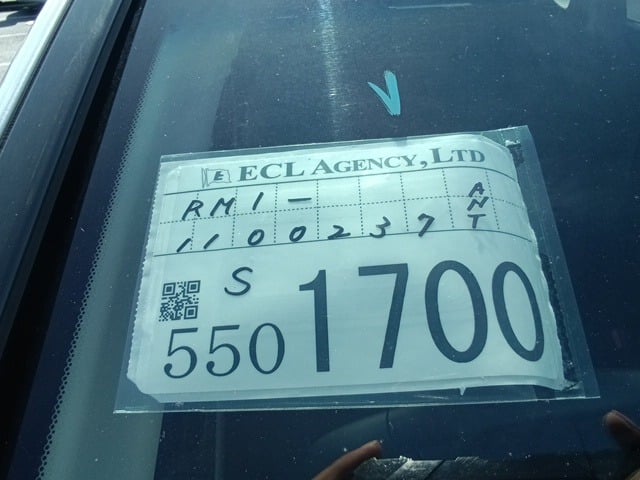 E ECL AGENCY, LTD
RM1- ANT
1100237
S
550 1700